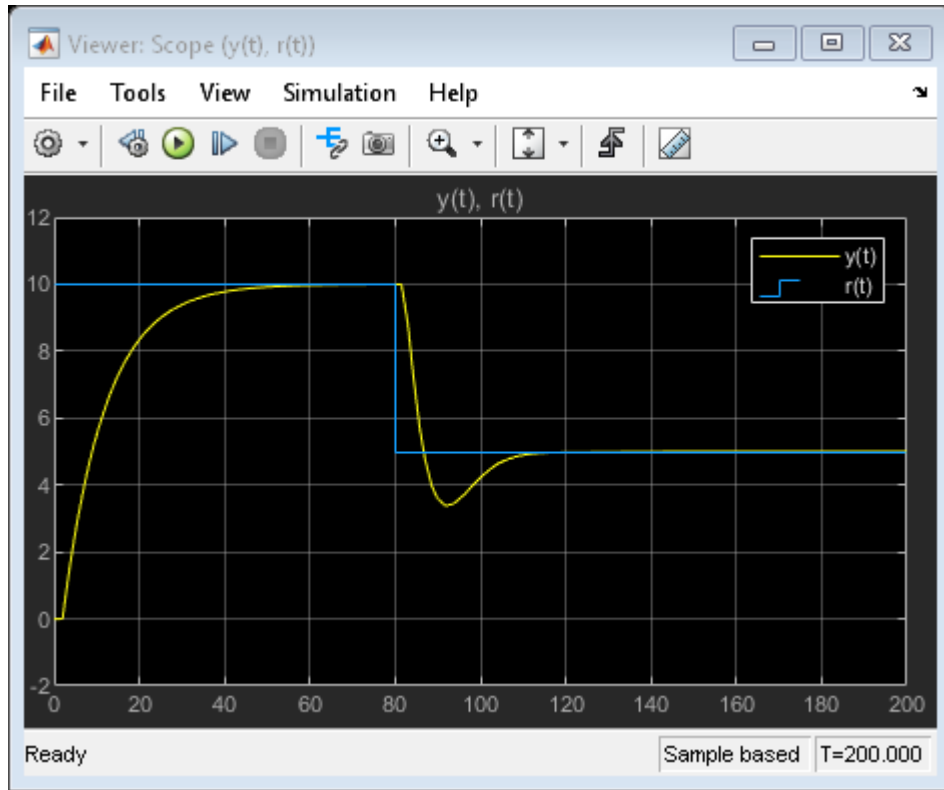 Viewer: Scope (y(t), r(t))
File Tools View Simulation Help
y(t), r(t)
12
10
8
6
4
2
0
-2
y(t)
r(t)
0 20 40 60 80 100 120 140 160 180 200
Ready Sample based T=200.000